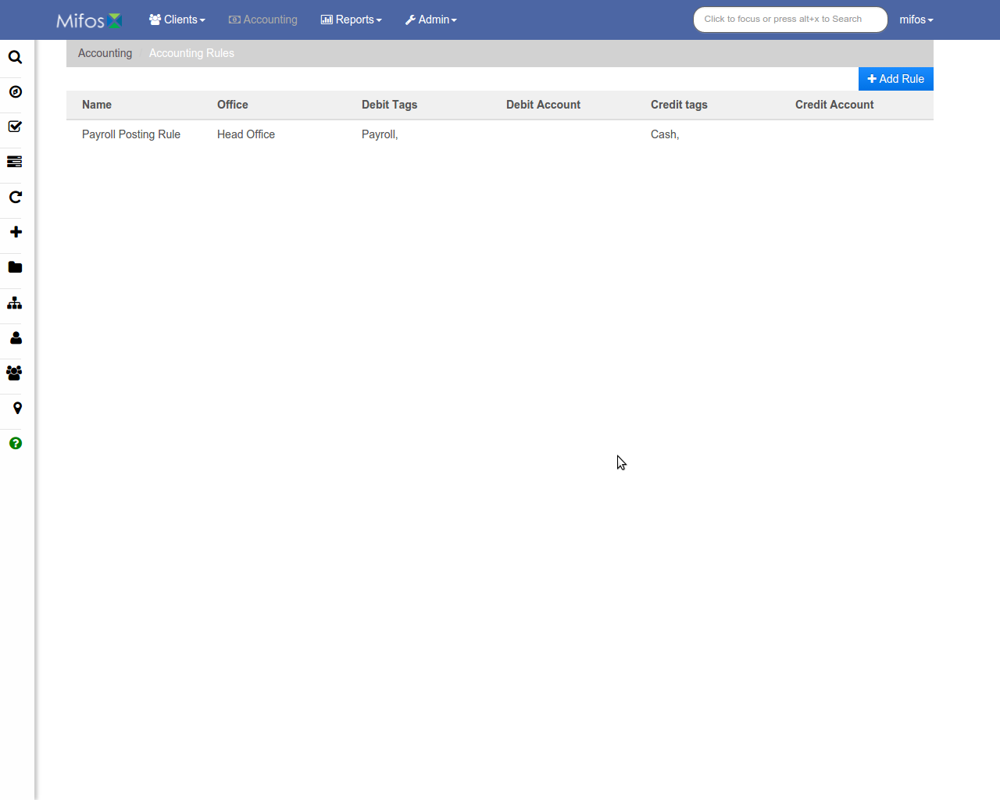 Mifos Clients Accounting Reports Admin Click to focus or press alt+x to Search mifos
Accounting Accounting Rules
Add Rule
Name Office Debit Tags Debit Account Credit tags Credit Account
Payroll Posting Rule Head Office Payroll, Cash,